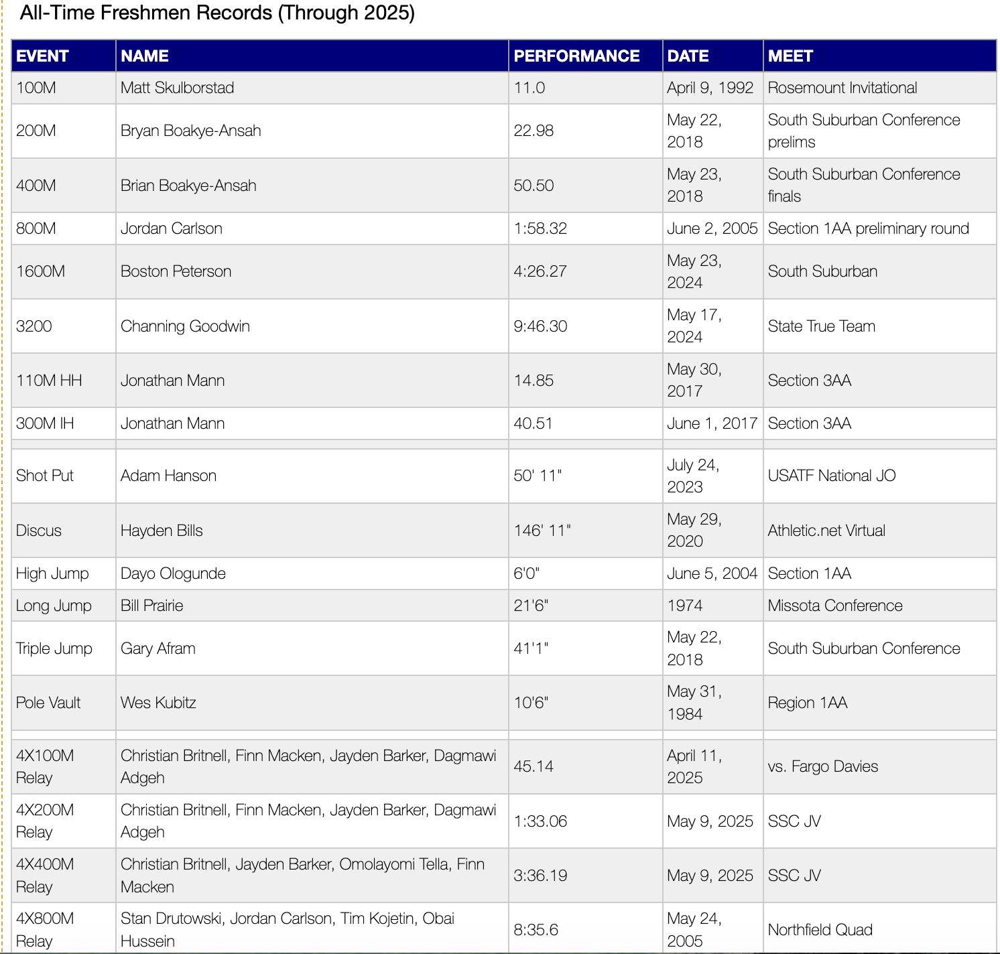 All-Time Freshmen Records (Through 2025)
EVENT NAME PERFORMANCE DATE MEET
100M Matt Skulborstad 11.0 April 9, 1992 Rosemount Invitational
200M Bryan Boakye-Ansah 22.98 May 22, 2018 South Suburban Conference prelims
400M Brian Boakye-Ansah 50.50 May 23, 2018 South Suburban Conference finals
800M Jordan Carlson 1:58.32 June 2, 2005 Section 1AA preliminary round
1600M Boston Peterson 4:26.27 May 23, 2024 South Suburban
3200 Channing Goodwin 9:46.30 May 17, 2024 State True Team
110M HH Jonathan Mann 14.85 May 30, 2017 Section 3AA
300M IH Jonathan Mann 40.51 June 1, 2017 Section 3AA
Shot Put Adam Hanson 50' 11" July 24, 2023 USATF National JO
Discus Hayden Bills 146' 11" May 29, 2020 Athletic.net Virtual
High Jump Dayo Ologunde 6'0" June 5, 2004 Section 1AA
Long Jump Bill Prairie 21'6" 1974 Missota Conference
Triple Jump Gary Afram 41'1" May 22, 2018 South Suburban Conference
Pole Vault Wes Kubitz 10'6" May 31, 1984 Region 1AA
4X100M Relay Christian Britnell, Finn Macken, Jayden Barker, Dagmawi Adgeh 45.14 April 11, 2025 vs. Fargo Davies
4X200M Relay Christian Britnell, Finn Macken, Jayden Barker, Dagmawi Adgeh 1:33.06 May 9, 2025 SSC JV
4X400M Relay Christian Britnell, Jayden Barker, Omolayomi Tella, Finn Macken 3:36.19 May 9, 2025 SSC JV
4X800M Relay Stan Drutowski, Jordan Carlson, Tim Kojetin, Obai Hussein 8:35.6 May 24, 2005 Northfield Quad